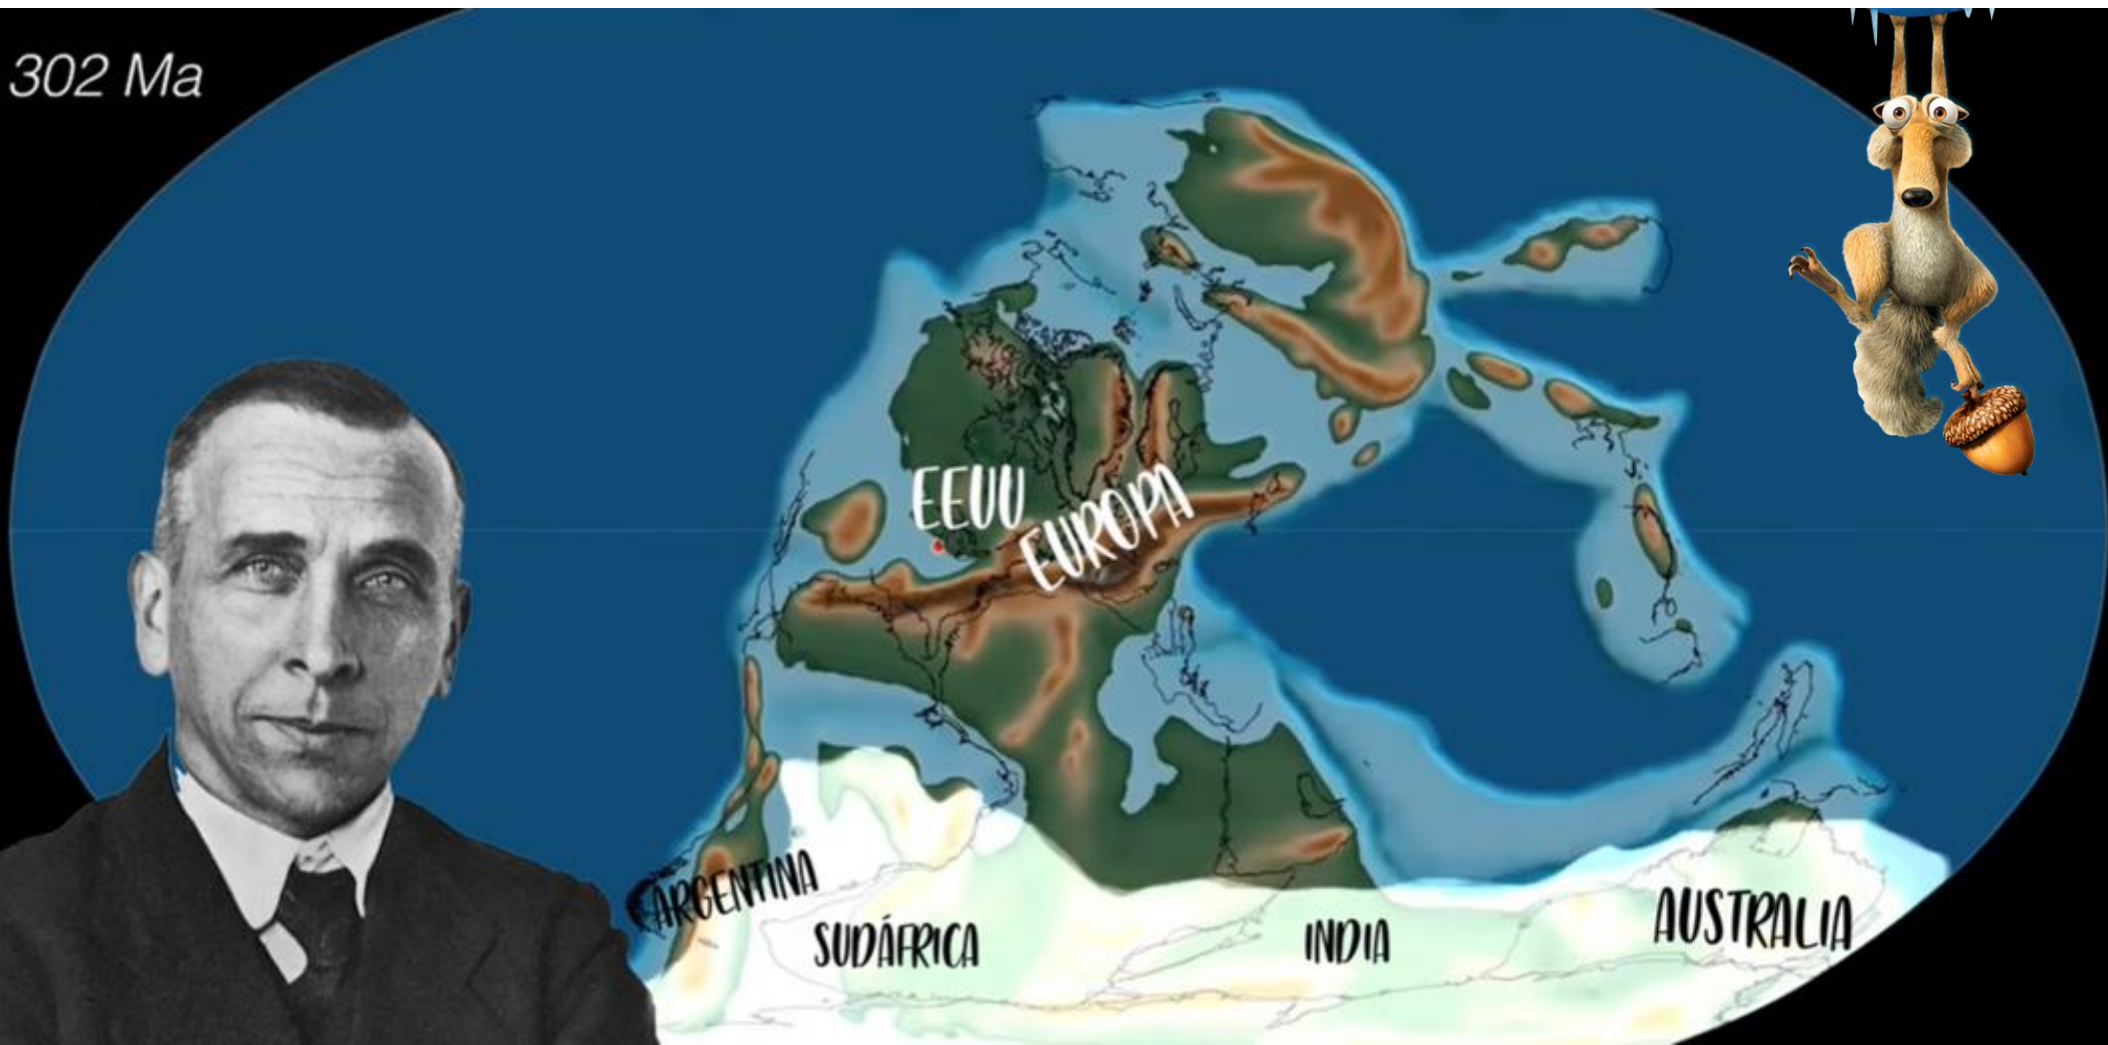 302 Ma
EEUU
EUROPA
ARGENTINA
SUDÁFRICA
INDIA
AUSTRALIA